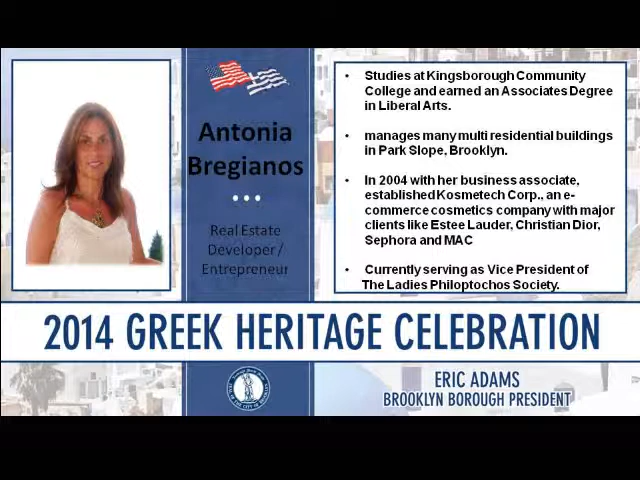 Antonia
Bregianos
Real Estate
Developer /
Entrepreneur
• Studies at Kingsborough Community
College and earned an Associates Degree
in Liberal Arts.
• manages many multi residential buildings
in Park Slope, Brooklyn.
• In 2004 with her business associate,
established Kosmetech Corp., an e-
commerce cosmetics company with major
clients like Estee Lauder, Christian Dior,
Sephora and MAC
• Currently serving as Vice President of
The Ladies Philoptochos Society.
2014 GREEK HERITAGE CELEBRATION
ERIC ADAMS
BROOKLYN BOROUGH PRESIDENT